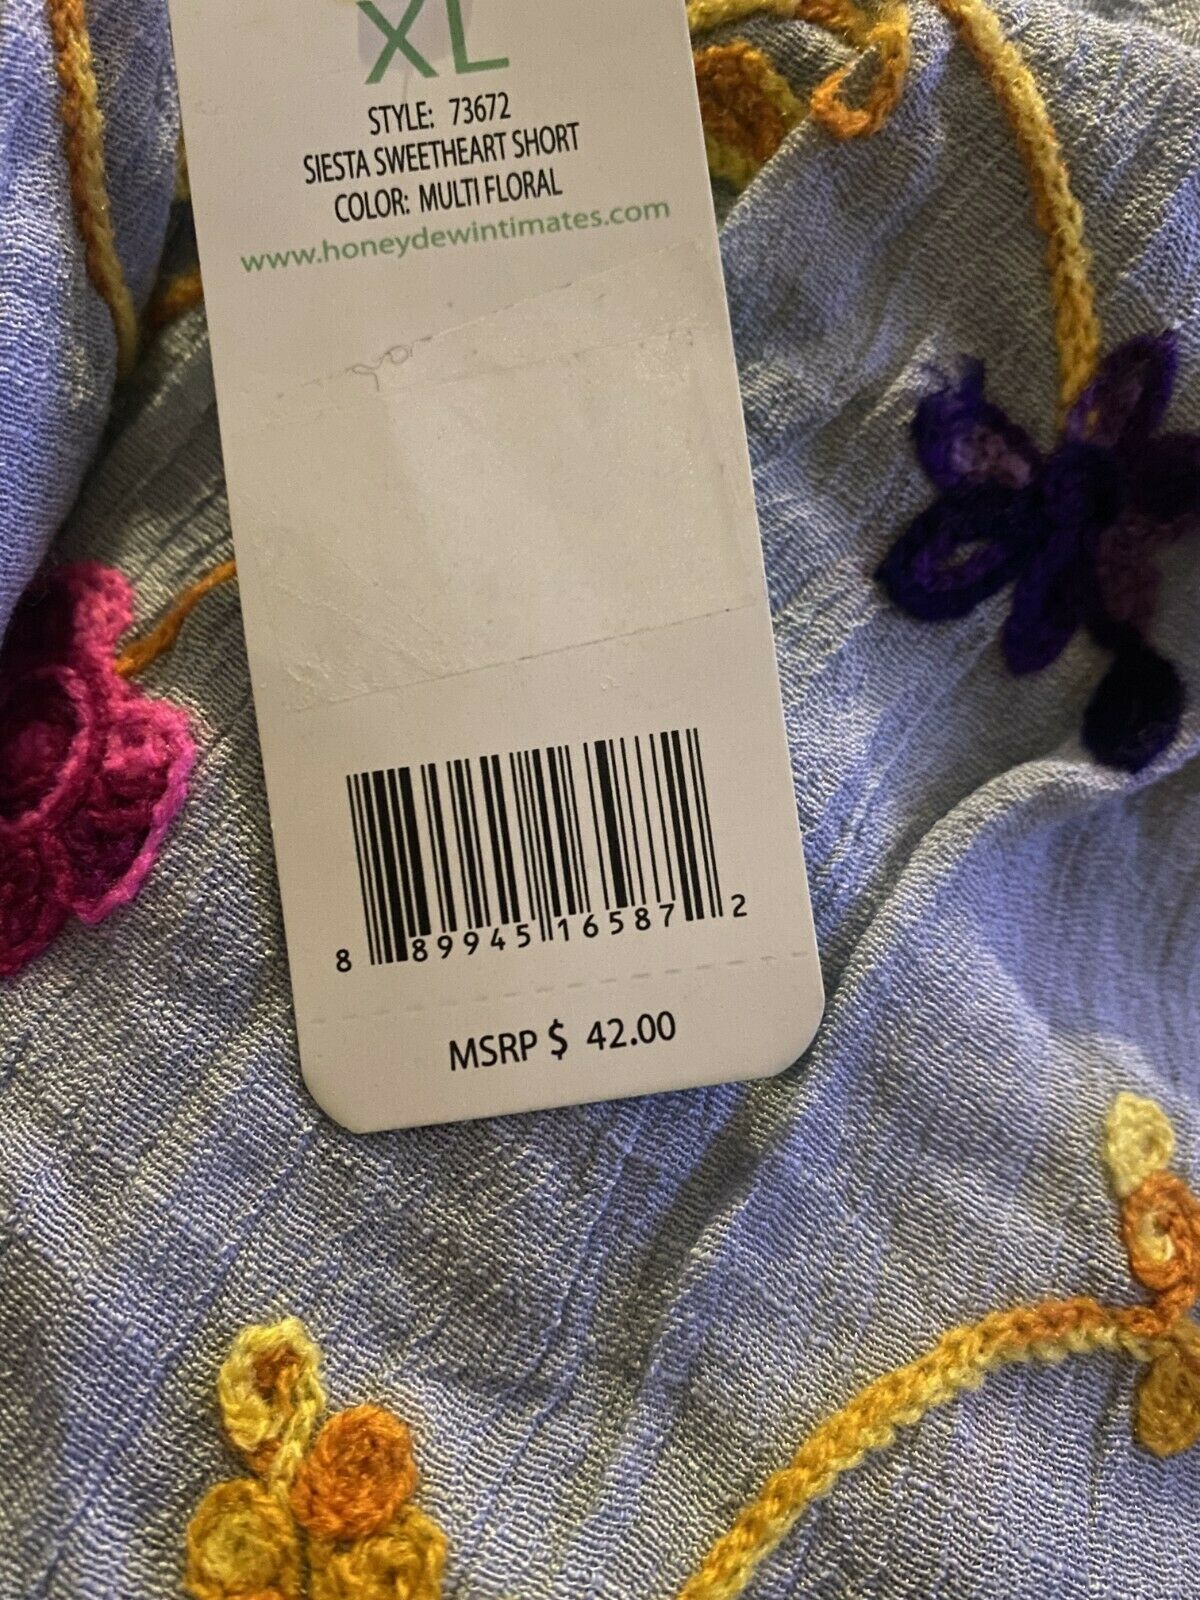 XL
STYLE: 73672
SIESTA SWEETHEART SHORT
COLOR: MULTI FLORAL
www.honeydewintimates.com
8 89945 16587 2
MSRP $ 42.00